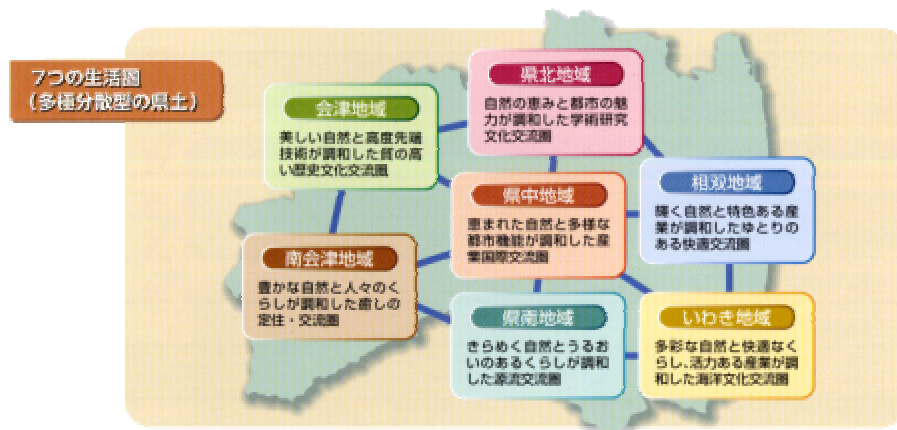 7つの生活圏
(多極分散型の県土)
県北地域
自然の恵みと都市の魅
力が調和した学術研究
文化交流圏
会津地域
美しい自然と高度先端
技術が調和した質の高
い歴史文化交流圏
相双地域
輝く自然と特色ある産
業が調和したゆとりの
ある快適交流圏
県中地域
恵まれた自然と多様な
都市機能が調和した産
業国際交流圏
南会津地域
豊かな自然と人々のく
らしが調和した癒しの
定住・交流圏
県南地域
きらめく自然とうるお
いのあるくらしが調和
した源流交流圏
いわき地域
多彩な自然と快適なく
らし、活力ある産業が調
和した海洋文化交流圏